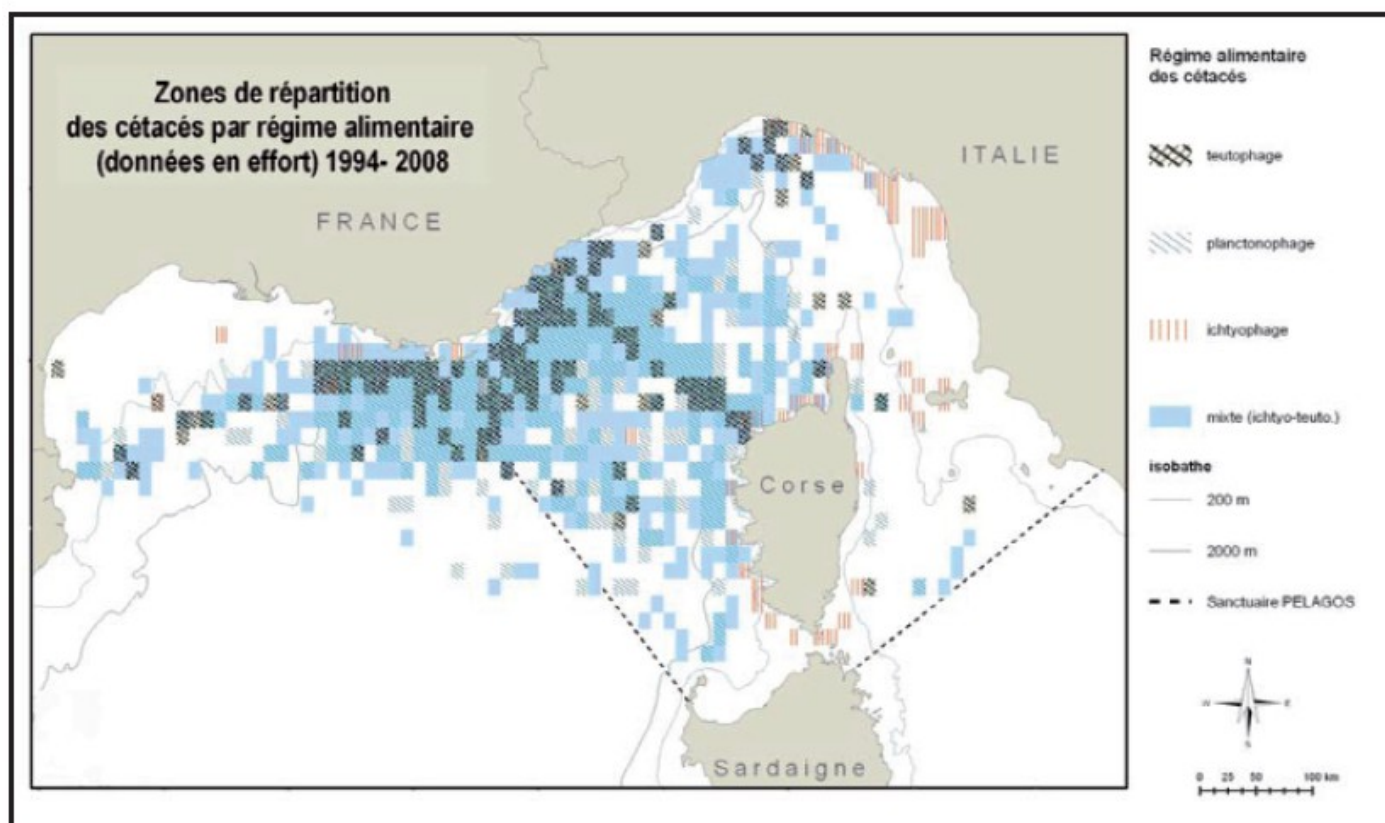 Zones de répartition
des cétacés par régime alimentaire
(données en effort) 1994- 2008
FRANCE
ITALIE
Corse
Sardaigne
Régime alimentaire
des cétacés
teutophage
planctonophage
ichtyophage
mixte (ichtyo-teuto.)
isobathe
200 m
2000 m
Sanctuaire PELAGOS
N
W
E
S
0 25 50 100 km